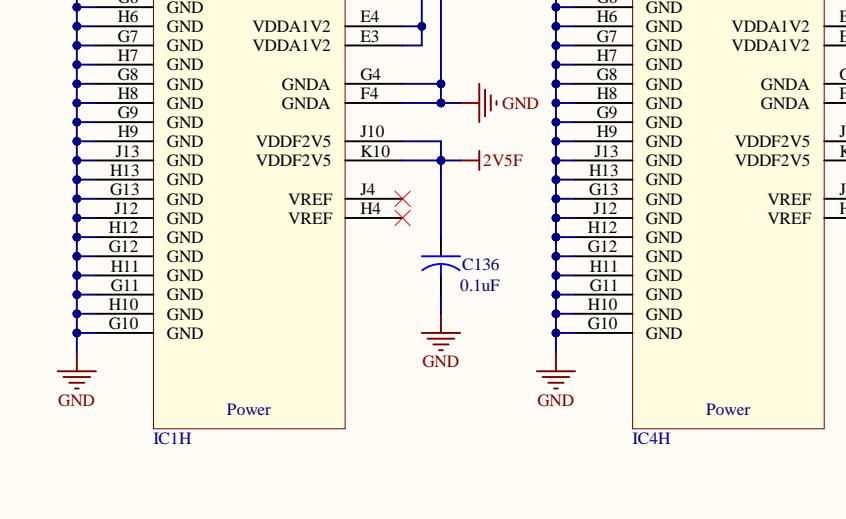 G6 GND G6 GND
H6 GND VDDA1V2 E4 H6 GND VDDA1V2
G7 GND VDDA1V2 E3 G7 GND VDDA1V2
H7 GND H7 GND
G8 GND GNDA G4 G8 GND GNDA
H8 GND GNDA F4 GND H8 GND GNDA
G9 GND G9 GND
H9 GND VDDF2V5 J10 H9 GND VDDF2V5
J13 GND VDDF2V5 K10 2V5F J13 GND VDDF2V5
H13 GND H13 GND
G13 GND VREF J4 G13 GND VREF
J12 GND VREF H4 J12 GND VREF
H12 GND H12 GND
G12 GND C136 G12 GND
H11 GND 0.1uF H11 GND
G11 GND G11 GND
H10 GND H10 GND
G10 GND G10 GND
GND
GND GND
Power Power
IC1H IC4H